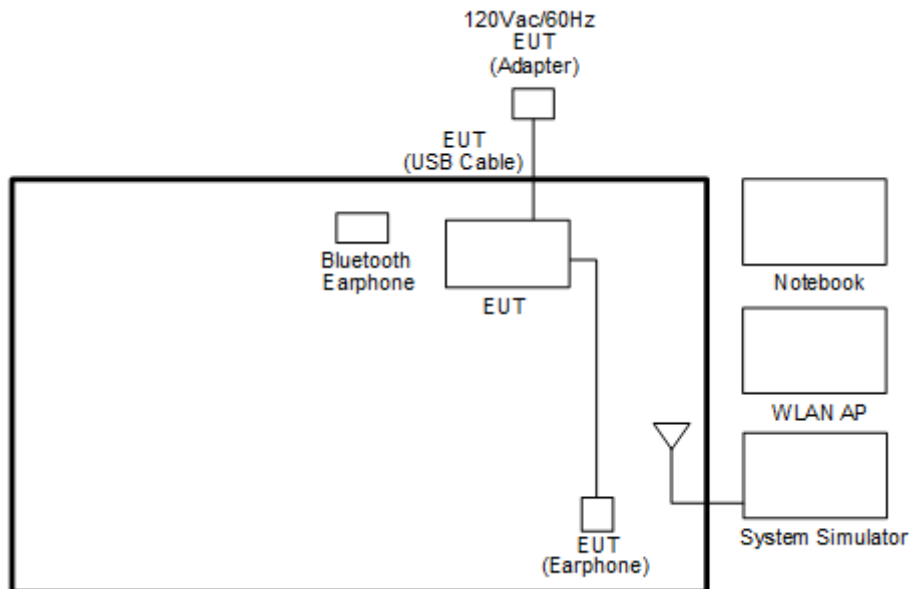 120Vac/60Hz
EUT
(Adapter)
EUT
(USB Cable)
Bluetooth
Earphone
EUT
Notebook
WLAN AP
System Simulator
EUT
(Earphone)